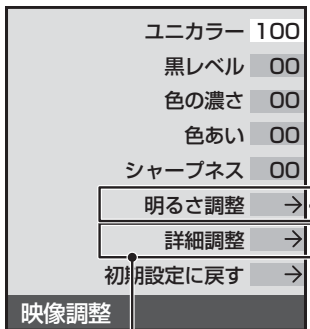 ユニカラー 100
黒レベル 00
色の濃さ 00
色あい 00
シャープネス 00
明るさ調整 →
詳細調整 →
初期設定に戻す →
映像調整